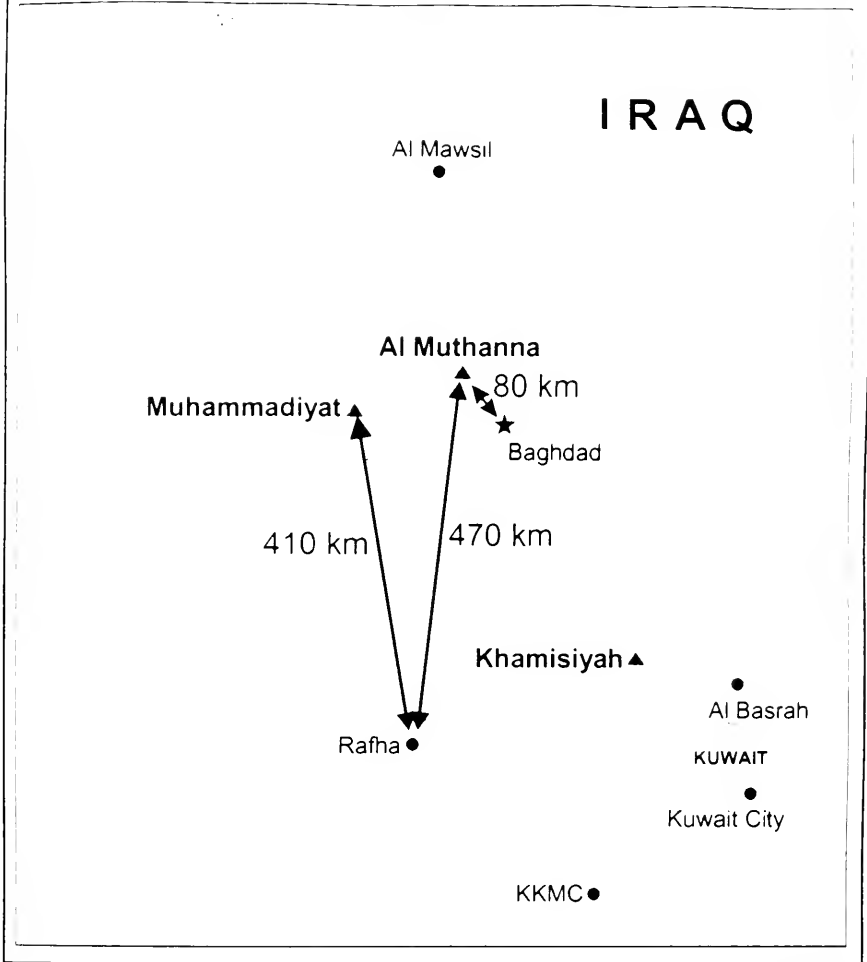 IRAQ
Al Mawsil
Al Muthanna
80 km
Muhammadiyat
Baghdad
410 km
470 km
Khamisiyah
Al Basrah
Rafha
KUWAIT
Kuwait City
KKMC